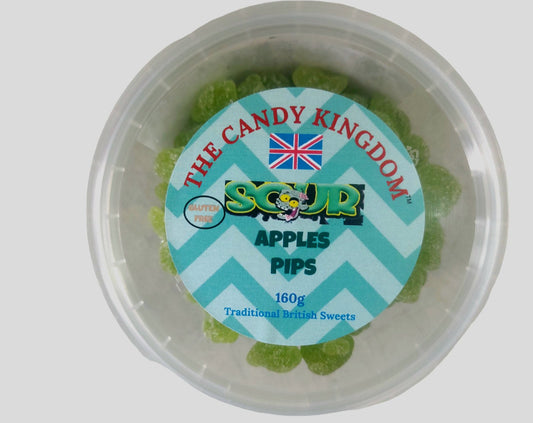 THE CANDY KINGDOM™
SOUR
GLUTEN
FREE
APPLES
PIPS
160g
Traditional British Sweets